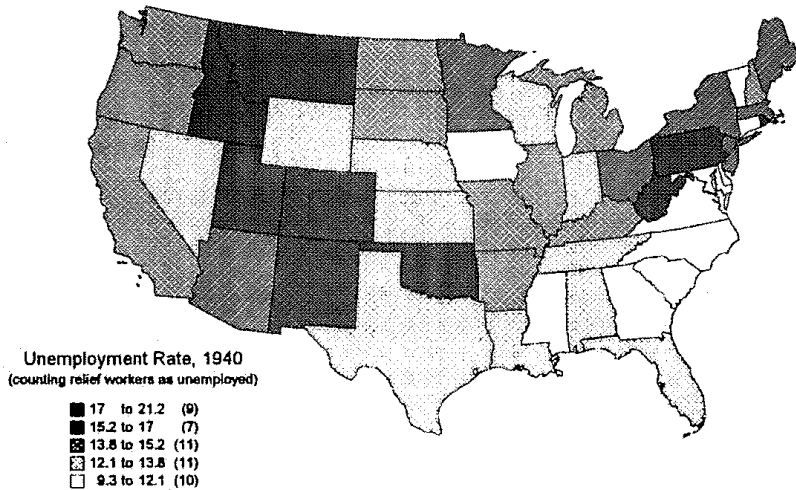 Unemployment Rate, 1940
(counting relief workers as unemployed)
17 to 21.2 (9)
15.2 to 17 (7)
13.8 to 15.2 (11)
12.1 to 13.8 (11)
9.3 to 12.1 (10)